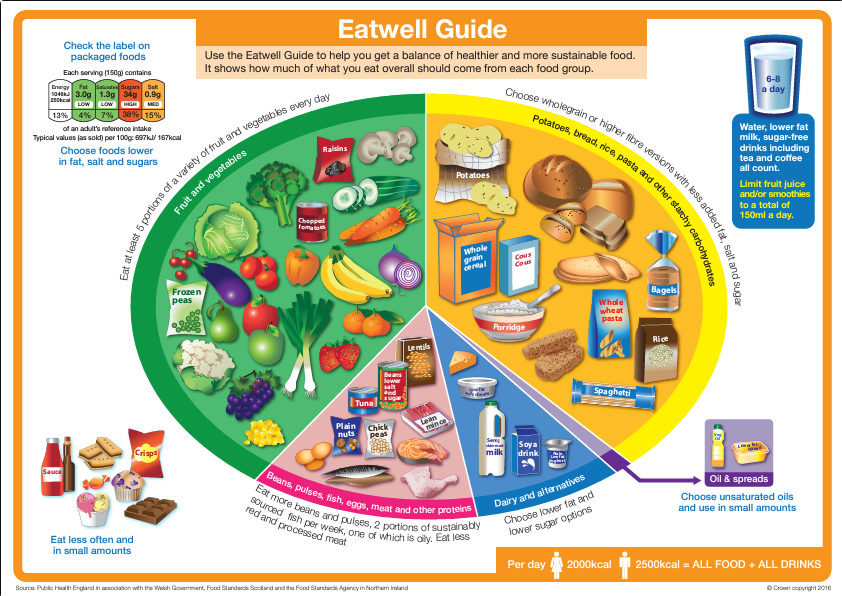 Eatwell Guide
Use the Eatwell Guide to help you get a balance of healthier and more sustainable food.
It shows how much of what you eat overall should come from each food group.
Check the label on
packaged foods
Each serving (150g) contains
Energy
1046kJ
250kcal
13%
Fat
3.0g
LOW
4%
Saturates
1.3g
LOW
7%
Sugars
34g
HIGH
38%
Salt
0.9g
MED
15%
of an adult's reference intake
Typical values (as sold) per 100g: 697kJ/ 167kcal
Choose foods lower
in fat, salt and sugars
6-8
a day
Water, lower fat
milk, sugar-free
drinks including
tea and coffee
all count.
Limit fruit juice
and/or smoothies
to a total of
150ml a day.
Eat at least 5 portions of a variety of fruit and vegetables every day
Fruit and vegetables
Raisins
Chopped
tomatoes
Frozen
peas
Choose wholegrain or higher fibre versions with less added fat, salt and sugar
Potatoes, bread, rice, pasta and other starchy carbohydrates
Potatoes
Whole
grain
cereal
Cous
Cous
Porridge
Bagels
Whole
wheat
pasta
Rice
Spaghetti
Lentils
Beans
lower
salt
and
sugar
Tuna
Plain
nuts
Chick
peas
Lean
mince
Beans, pulses, fish, eggs, meat and other proteins
Eat more beans and pulses, 2 portions of sustainably
sourced fish per week, one of which is oily. Eat less
red and processed meat
Semi
skimmed
milk
Soya
drink
Dairy and alternatives
Choose lower fat and
lower sugar options
Sauce
Crisps
Eat less often and
in small amounts
Veg
Oil
Oil & spreads
Choose unsaturated oils
and use in small amounts
Per day 2000kcal 2500kcal = ALL FOOD + ALL DRINKS
Source: Public Health England in association with the Welsh Government, Food Standards Scotland and the Food Standards Agency in Northern Ireland
© Crown copyright 2016